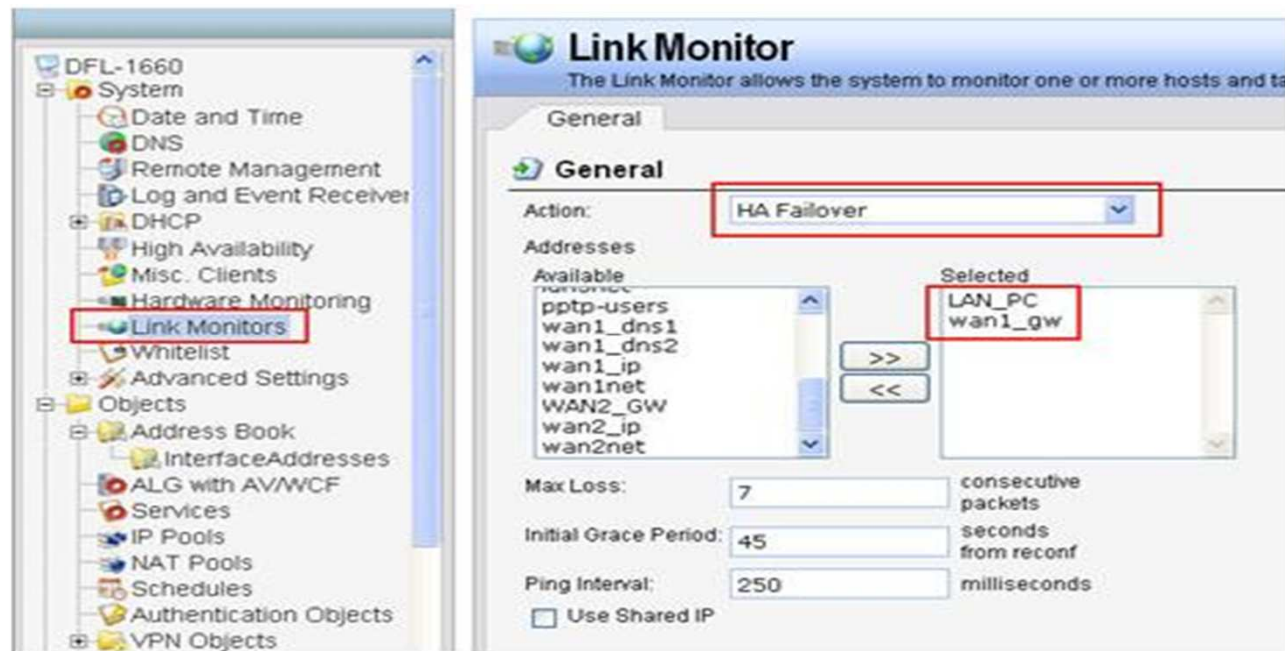 DFL-1660
System
Date and Time
DNS
Remote Management
Log and Event Receiver
DHCP
High Availability
Misc. Clients
Hardware Monitoring
Link Monitors
Whitelist
Advanced Settings
Objects
Address Book
InterfaceAddresses
ALG with AV/WCF
Services
IP Pools
NAT Pools
Schedules
Authentication Objects
VPN Objects
Link Monitor
The Link Monitor allows the system to monitor one or more hosts and ta
General
General
Action: HA Failover
Addresses
Available Selected
pptp-users
wan1_dns1
wan1_dns2
wan1_ip
wan1net
WAN2_GW
wan2_ip
wan2net
>>
<<
LAN_PC
wan1_gw
Max Loss: 7 consecutive packets
Initial Grace Period: 45 seconds from reconf
Ping Interval: 250 milliseconds
Use Shared IP